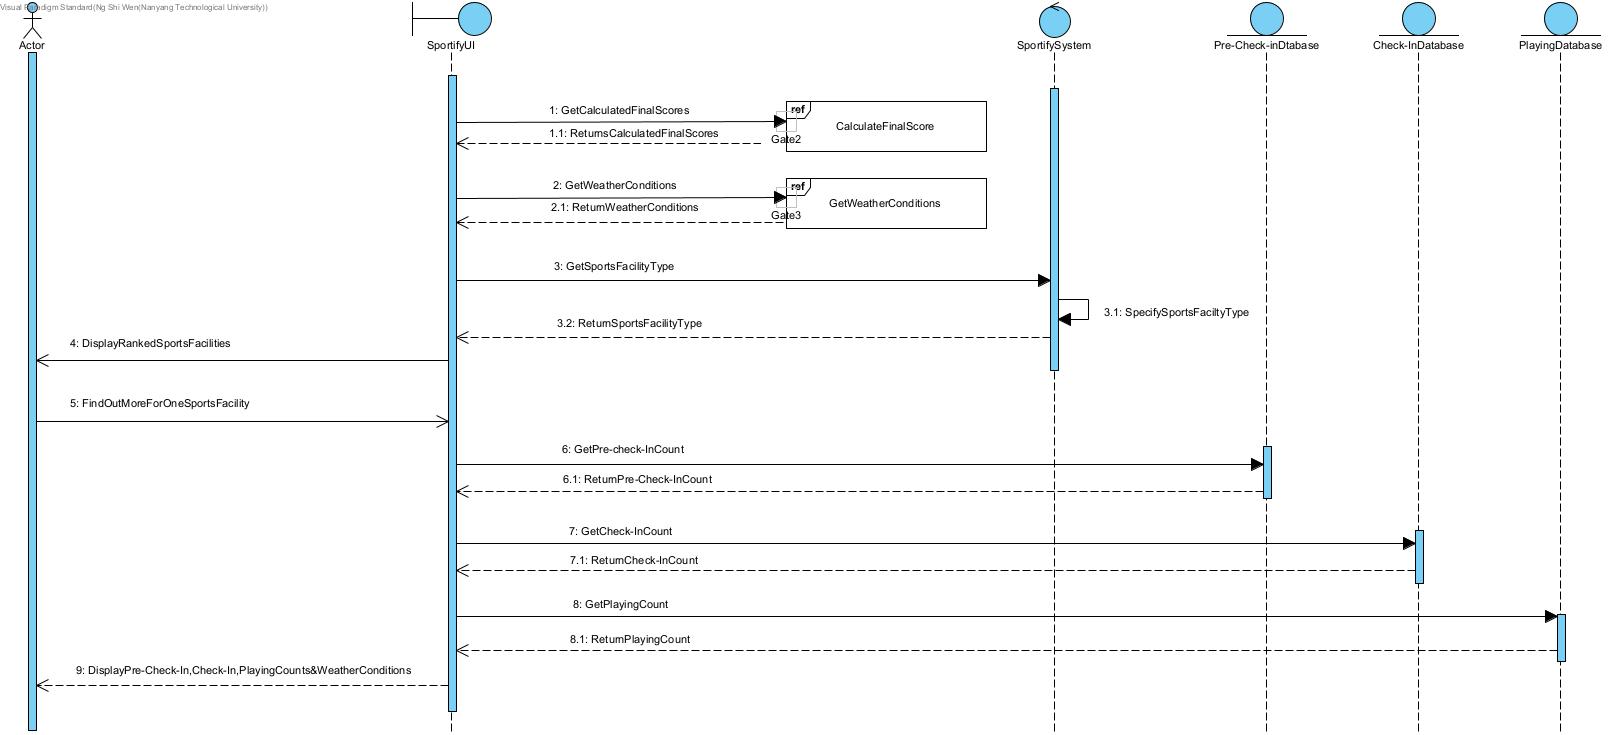 Visual Paradigm Standard(Ng Shi Wen(Nanyang Technological University))
Actor
SportifyUI
SportifySystem
Pre-Check-inDtabase
Check-InDatabase
PlayingDatabase
1: GetCalculatedFinalScores
ref
CalculateFinalScore
1.1: ReturnsCalculatedFinalScores
Gate2
2: GetWeatherConditions
ref
GetWeatherConditions
2.1: ReturnWeatherConditions
Gate3
3: GetSportsFacilityType
3.1: SpecifySportsFaciltyType
3.2: ReturnSportsFacilityType
4: DisplayRankedSportsFacilities
5: FindOutMoreForOneSportsFacility
6: GetPre-check-InCount
6.1: ReturnPre-Check-InCount
7: GetCheck-InCount
7.1: ReturnCheck-InCount
8: GetPlayingCount
8.1: ReturnPlayingCount
9: DisplayPre-Check-In,Check-In,PlayingCounts&WeatherConditions